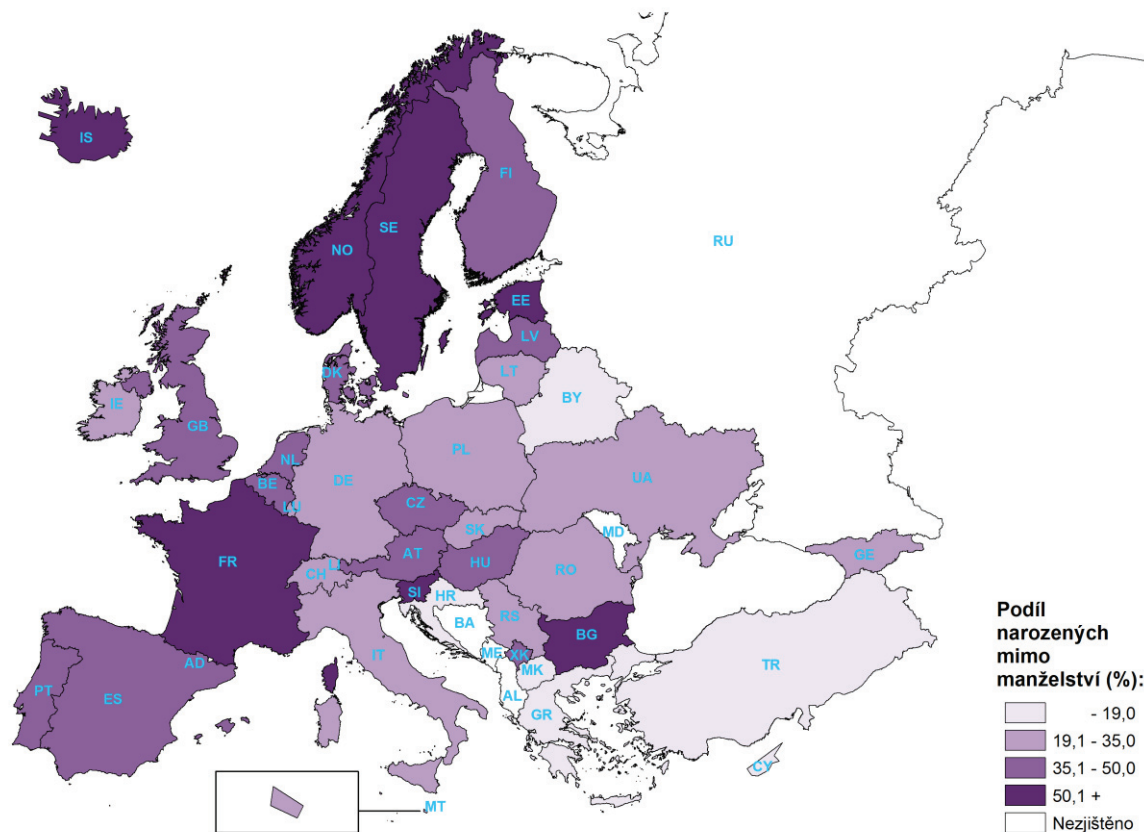 IS
FI
RU
NO
SE
EE
LV
DK
LT
IE
BY
GB
NL
PL
DE
BE
UA
LU
CZ
SK
MD
FR
AT
HU
LI
CH
RO
GE
SI
HR
RS
BA
BG
ME
XK
IT
AD
MK
TR
PT
ES
AL
GR
CY
MT
Podíl
narozených
mimo
manželství (%):
- 19,0
19,1 - 35,0
35,1 - 50,0
50,1 +
Nezjištěno